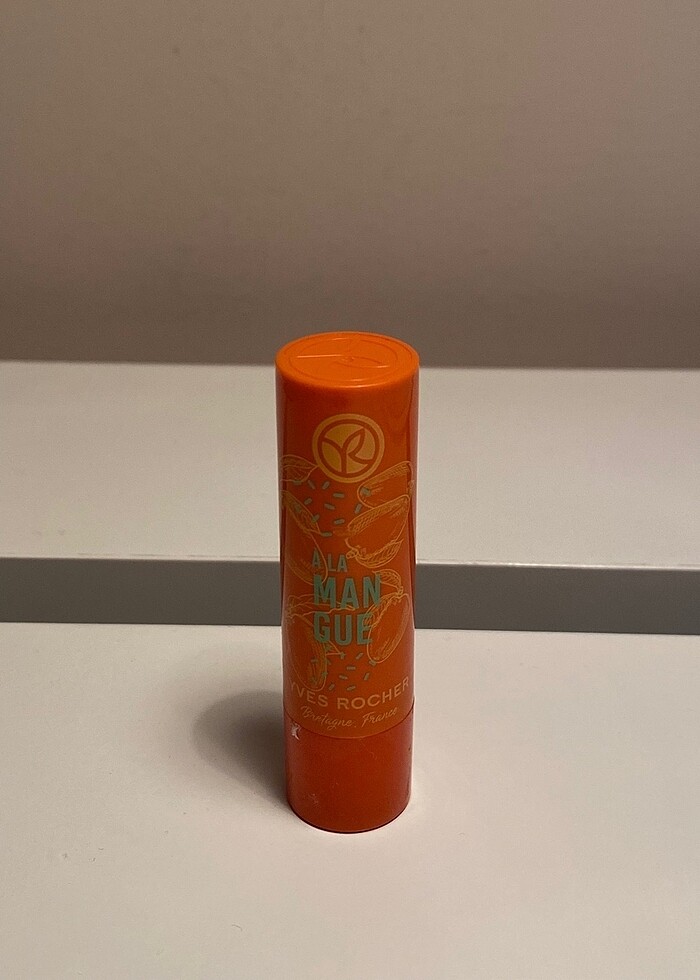 À LA
MAN
GUE
YVES ROCHER
Bretagne, France